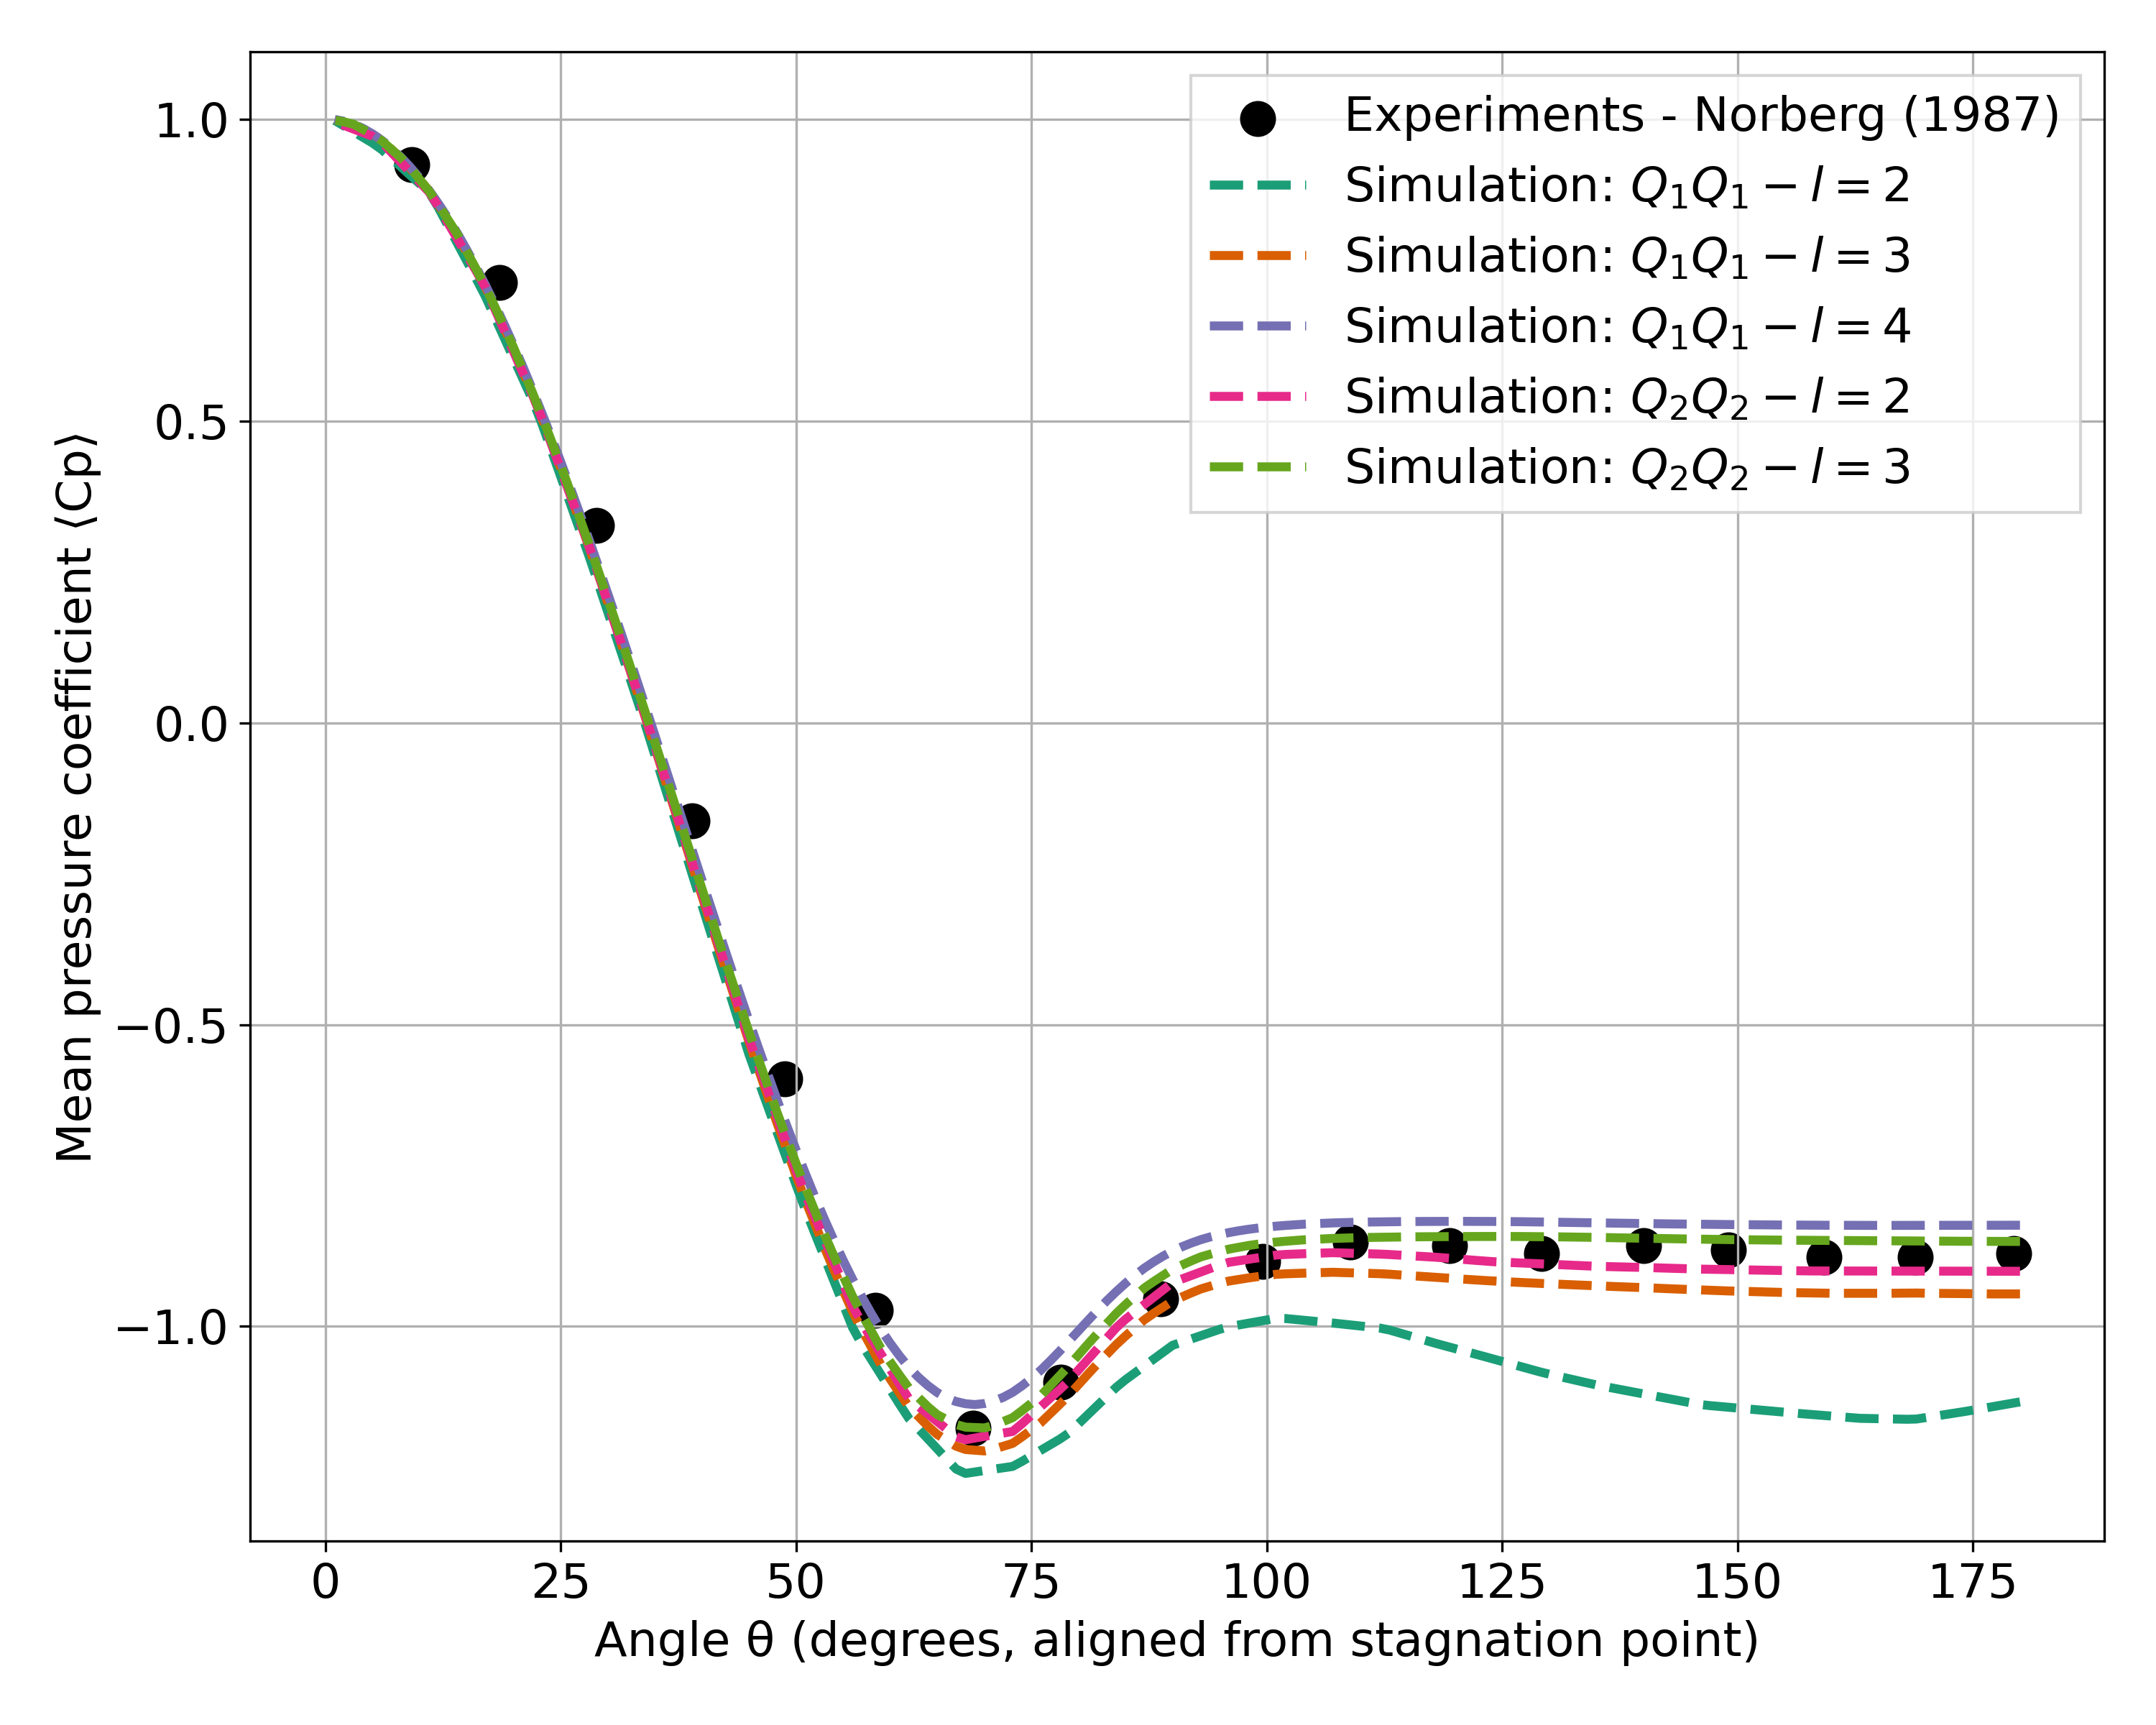 Experiments - Norberg (1987)
Simulation: Q₁Q₁ − l = 2
Simulation: Q₁Q₁ − l = 3
Simulation: Q₁Q₁ − l = 4
Simulation: Q₂Q₂ − l = 2
Simulation: Q₂Q₂ − l = 3
Mean pressure coefficient ⟨Cp⟩
1.0
0.5
0.0
−0.5
−1.0
0 25 50 75 100 125 150 175
Angle θ (degrees, aligned from stagnation point)